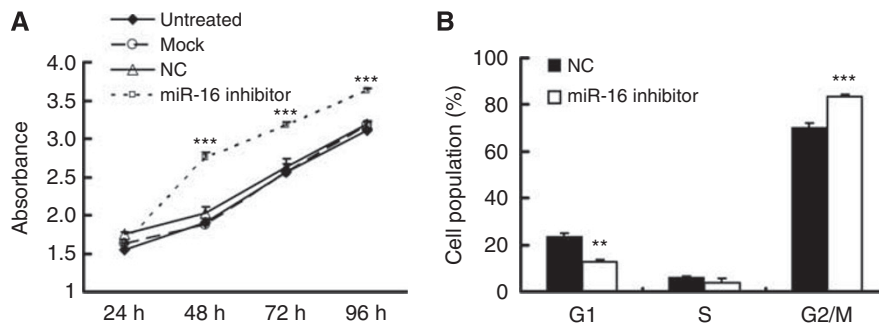 A
Untreated
Mock
NC
miR-16 inhibitor
Absorbance
4.0
3.5
3.0
2.5
2.0
1.5
1
***
***
***
24 h 48 h 72 h 96 h
B
NC
miR-16 inhibitor
Cell population (%)
100
80
60
40
20
0
**
***
G1 S G2/M